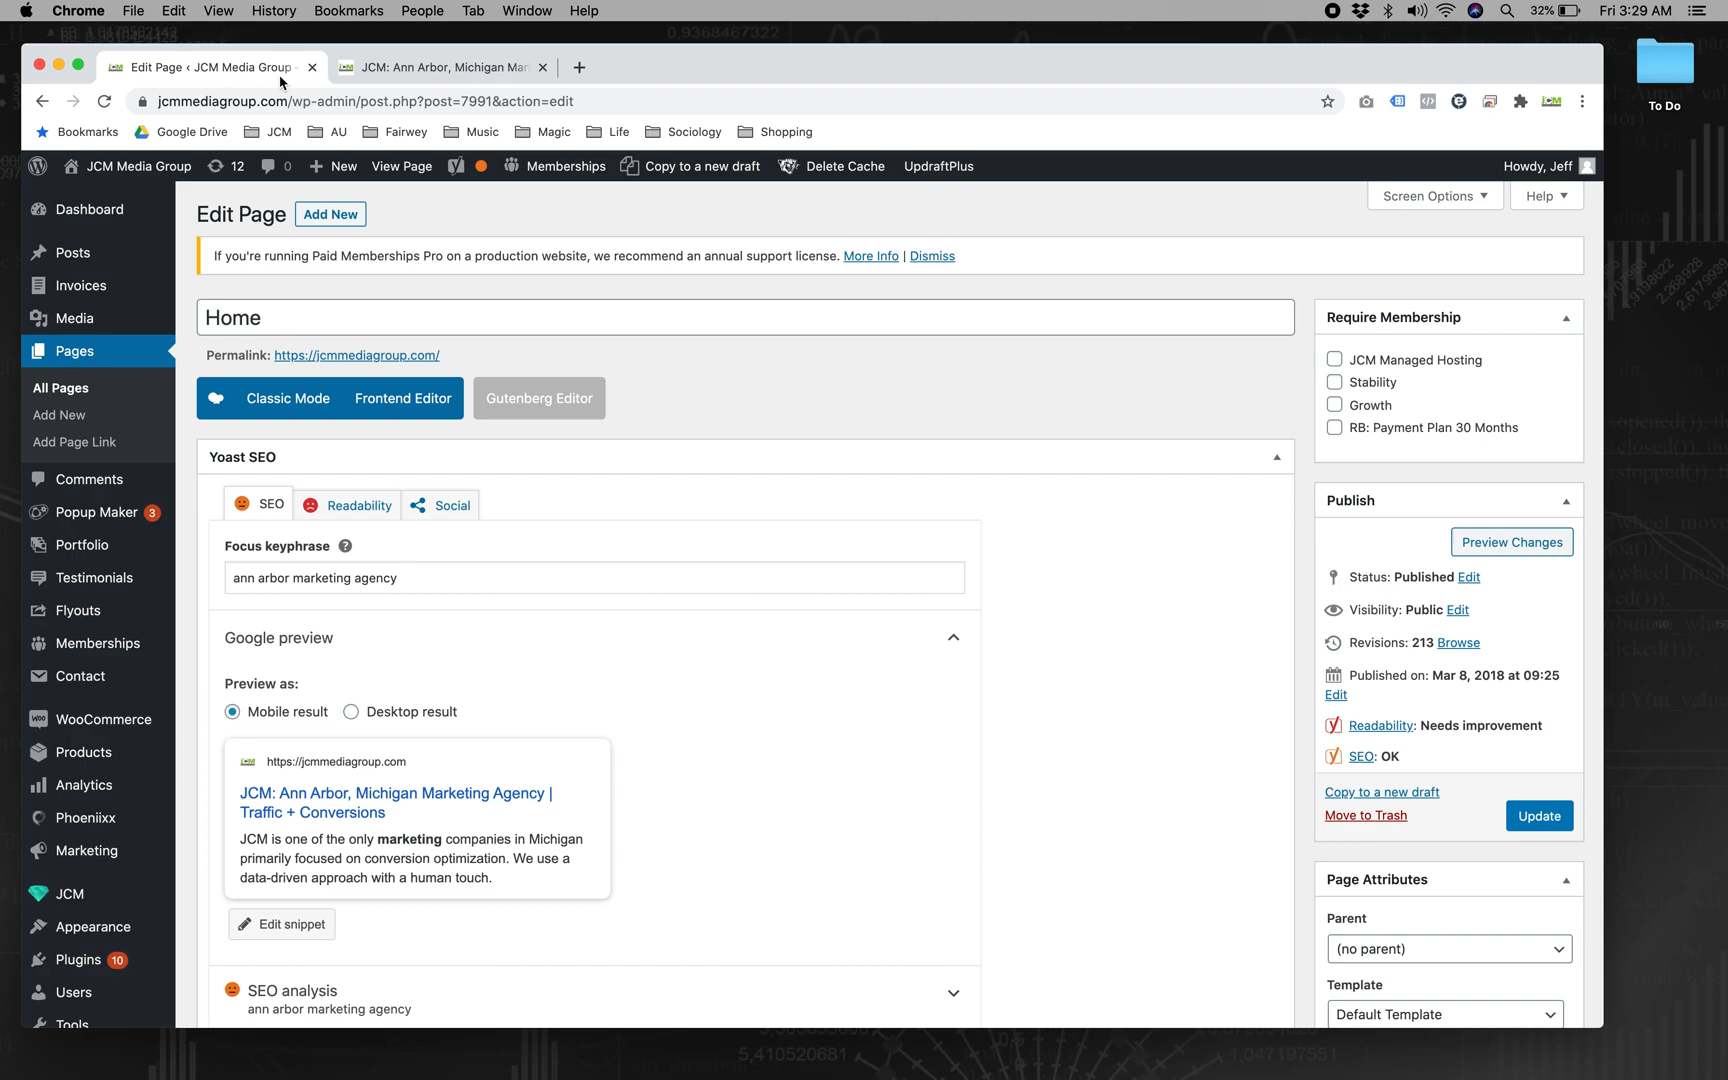 Chrome File Edit View History Bookmarks People Tab Window Help
32% Fri 3:29 AM
0,9368467322
Edit Page ‹ JCM Media Group
JCM: Ann Arbor, Michigan Mar
To Do
jcmmediagroup.com/wp-admin/post.php?post=7991&action=edit
Bookmarks Google Drive JCM AU Fairwey Music Magic Life Sociology Shopping
JCM Media Group 12 0 New View Page Memberships Copy to a new draft Delete Cache UpdraftPlus Howdy, Jeff
Screen Options
Help
Dashboard
Posts
Invoices
Media
Pages
All Pages
Add New
Add Page Link
Comments
Popup Maker 3
Portfolio
Testimonials
Flyouts
Memberships
Contact
WooCommerce
Products
Analytics
Phoeniixx
Marketing
JCM
Appearance
Plugins 10
Users
Tools
Edit Page Add New
If you're running Paid Memberships Pro on a production website, we recommend an annual support license. More Info | Dismiss
Home
Permalink: https://jcmmediagroup.com/
Classic Mode Frontend Editor Gutenberg Editor
Yoast SEO
SEO Readability Social
Focus keyphrase ?
ann arbor marketing agency
Google preview
Preview as:
Mobile result Desktop result
JCM https://jcmmediagroup.com
JCM: Ann Arbor, Michigan Marketing Agency |
Traffic + Conversions
JCM is one of the only marketing companies in Michigan
primarily focused on conversion optimization. We use a
data-driven approach with a human touch.
Edit snippet
SEO analysis
ann arbor marketing agency
Require Membership
JCM Managed Hosting
Stability
Growth
RB: Payment Plan 30 Months
Publish
Preview Changes
Status: Published Edit
Visibility: Public Edit
Revisions: 213 Browse
Published on: Mar 8, 2018 at 09:25
Edit
Readability: Needs improvement
SEO: OK
Copy to a new draft
Move to Trash
Update
Page Attributes
Parent
(no parent)
Template
Default Template
5,410520681
1,047197551